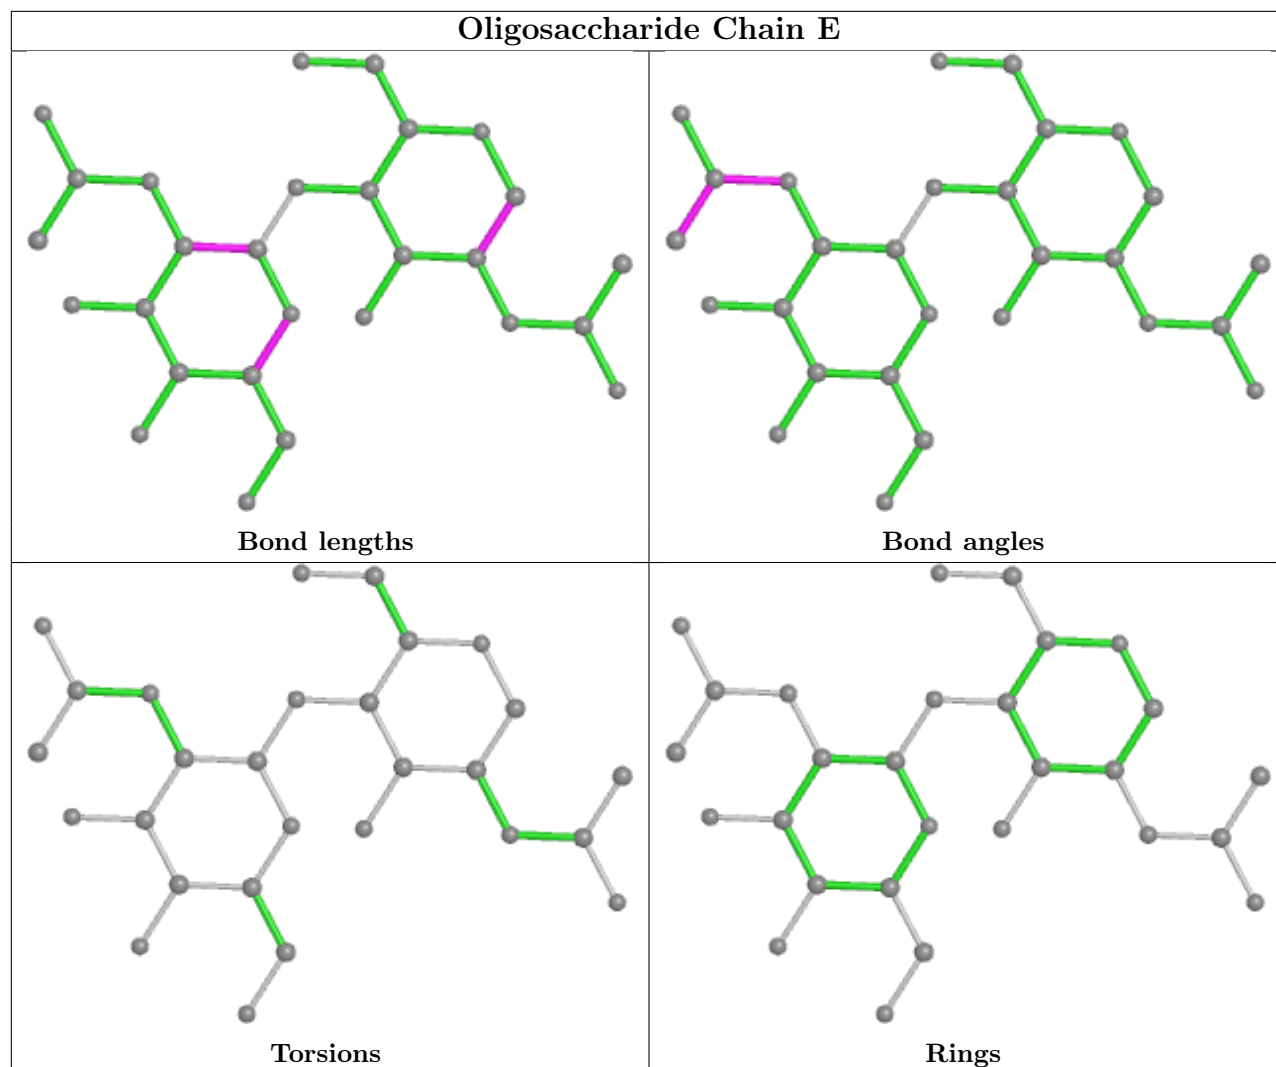 Oligosaccharide Chain E
Bond lengths
Bond angles
Torsions
Rings